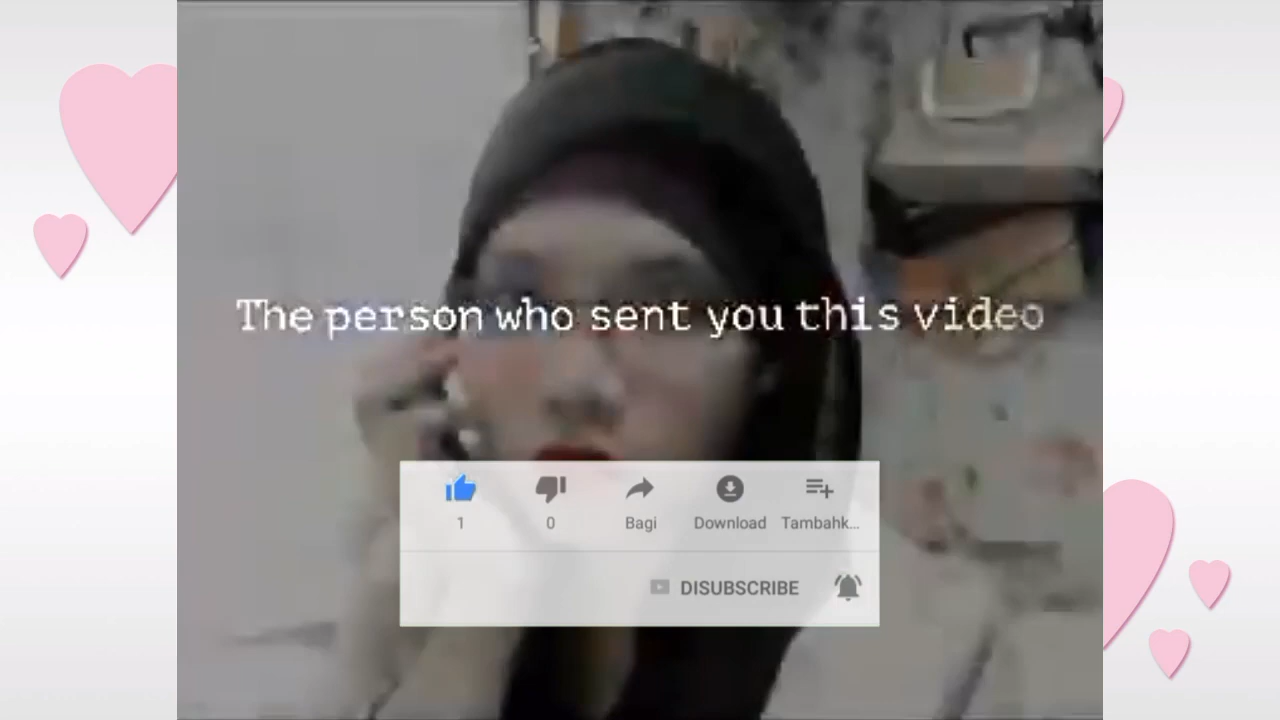 The person who sent you this video
1 0 Bagi Download Tambahk...
DISUBSCRIBE